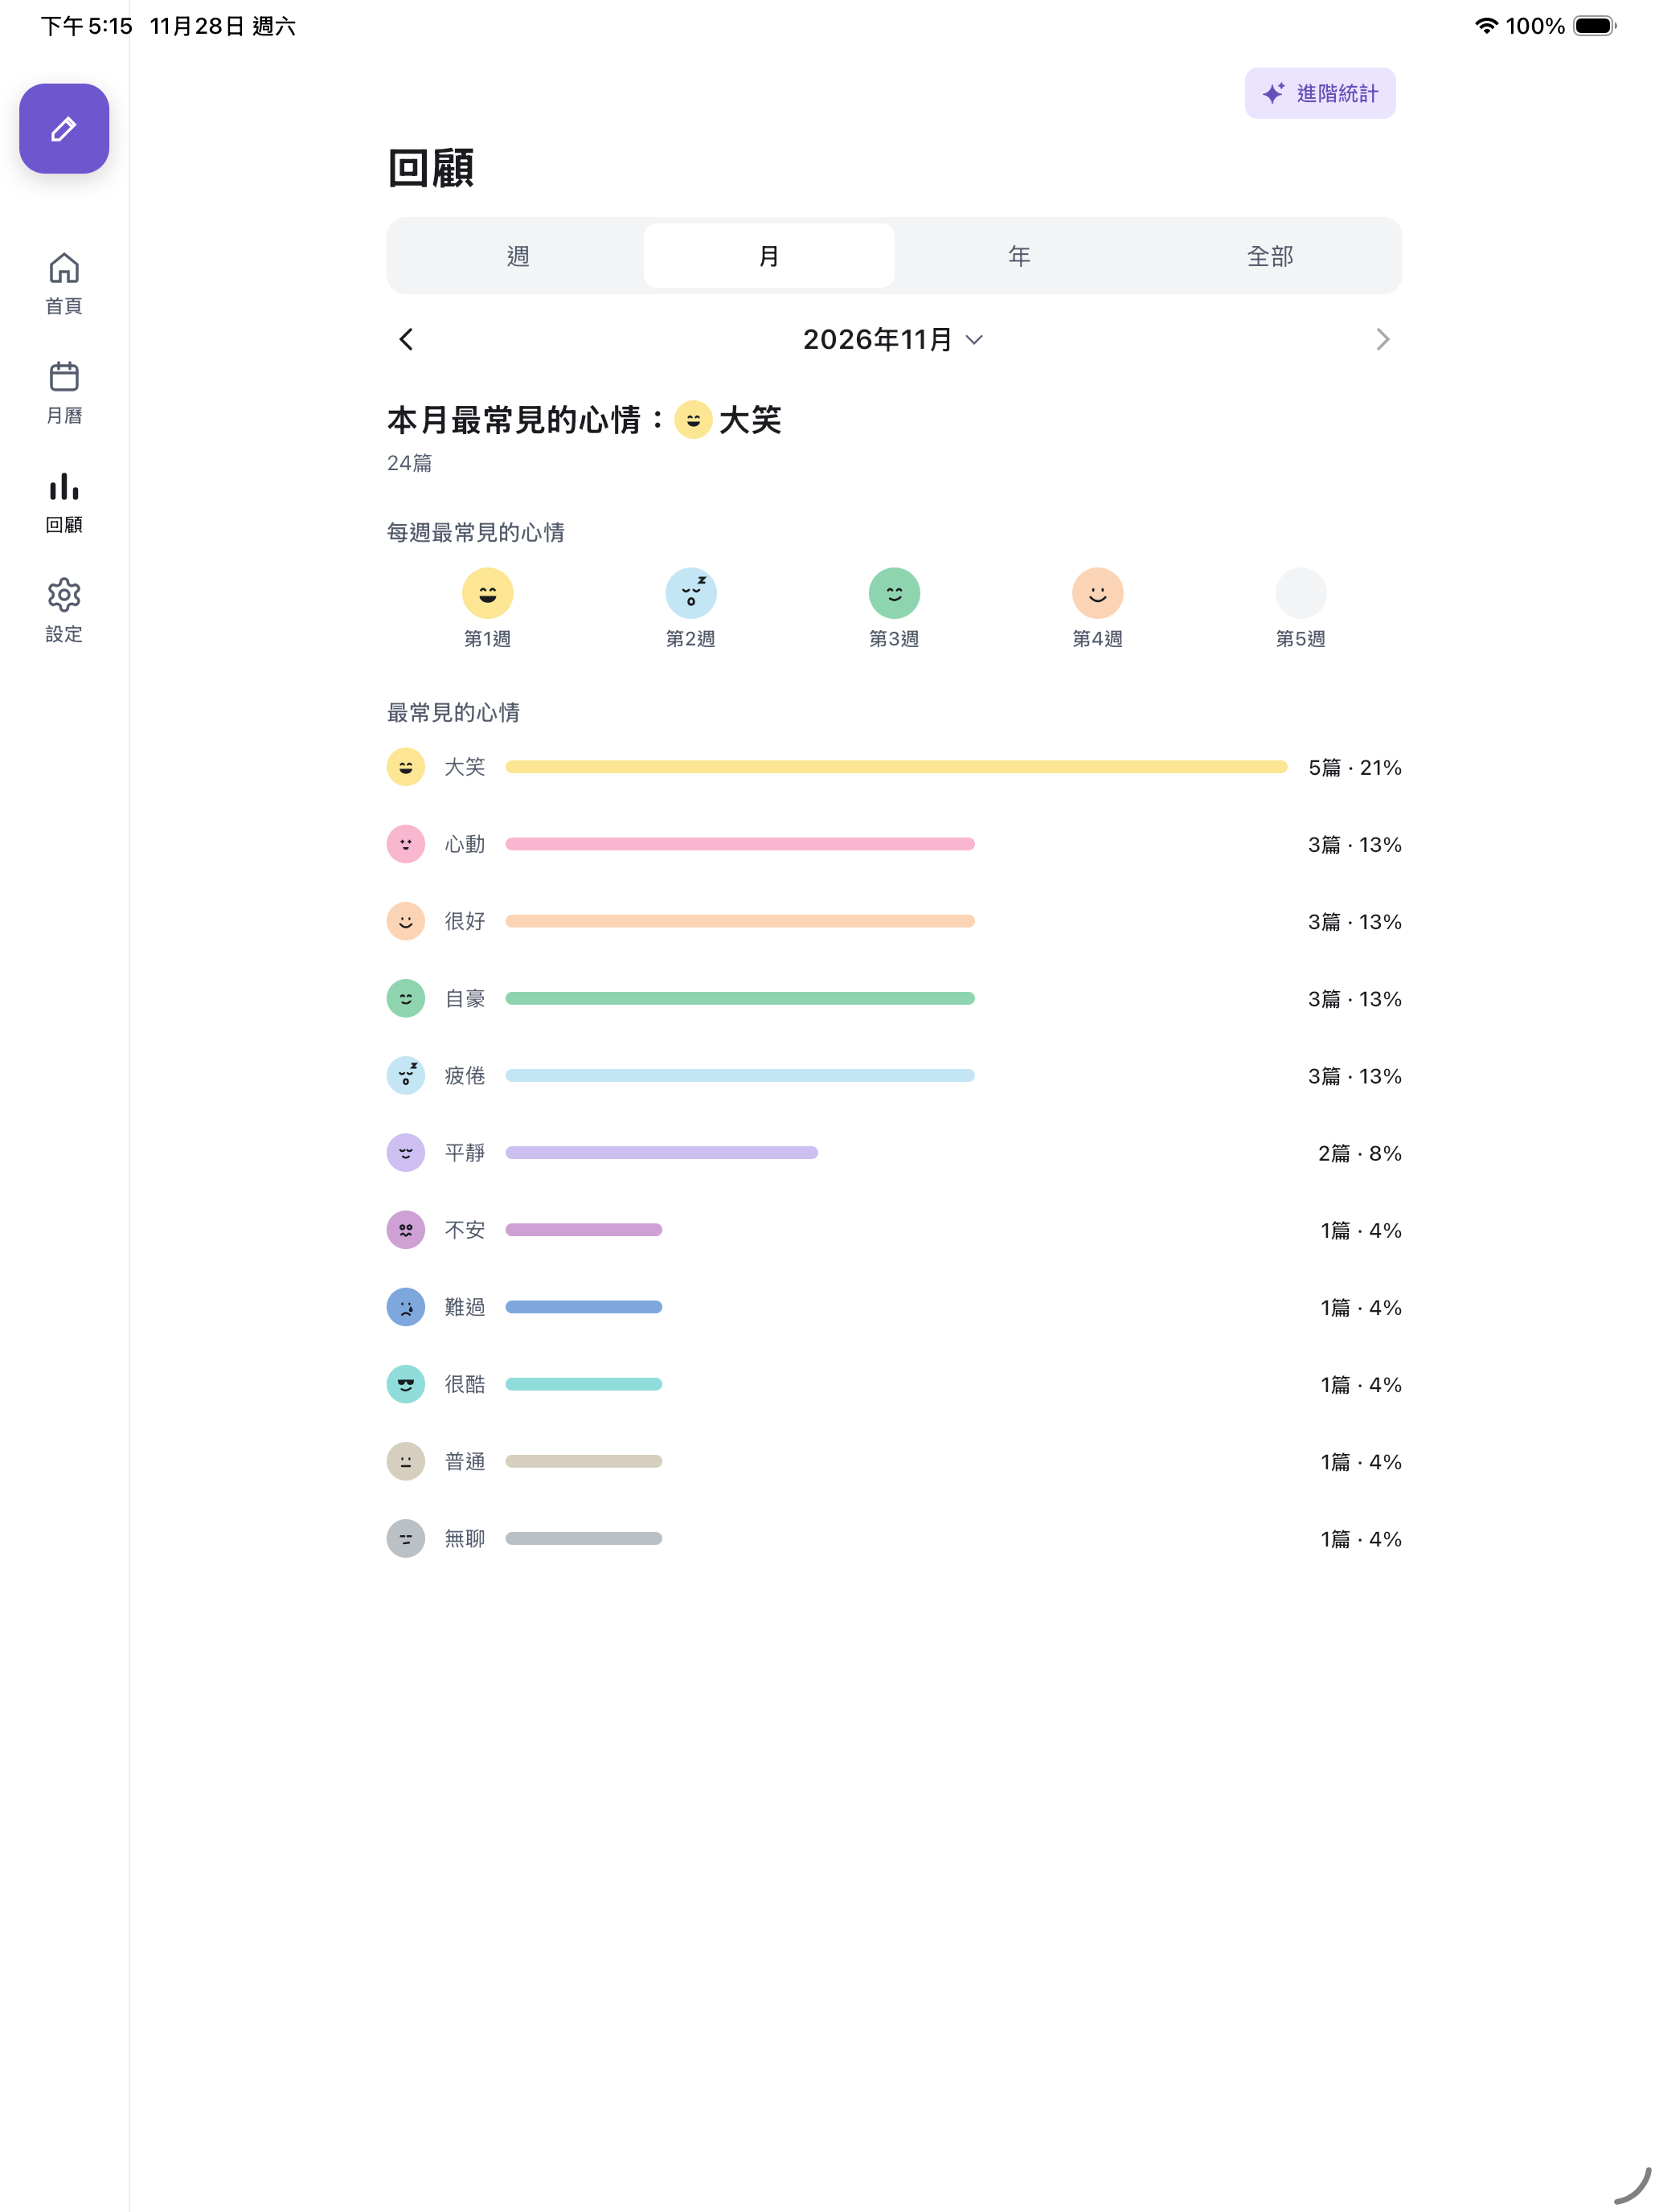 下午5:15 11月28日 週六
100%
進階統計
首頁
月曆
回顧
設定
回顧
週 月 年 全部
2026年11月
本月最常見的心情：大笑
24篇
每週最常見的心情
第1週 第2週 第3週 第4週 第5週
最常見的心情
大笑 5篇 · 21%
心動 3篇 · 13%
很好 3篇 · 13%
自豪 3篇 · 13%
疲倦 3篇 · 13%
平靜 2篇 · 8%
不安 1篇 · 4%
難過 1篇 · 4%
很酷 1篇 · 4%
普通 1篇 · 4%
無聊 1篇 · 4%